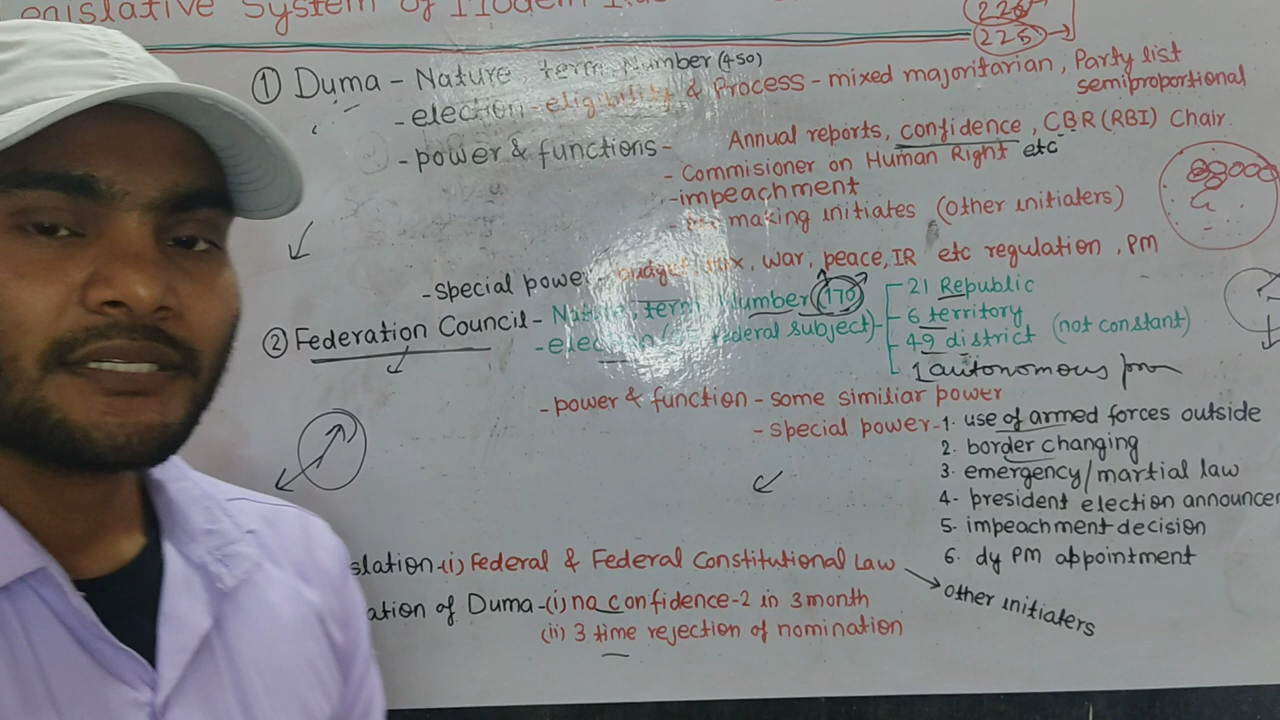 Legislative System of Modern
226
225
① Duma - Nature, term, Number (450)
- election - eligibility & Process - mixed majoritarian, Party list
semiproportional
- power & functions - Annual reports, confidence, CBR (RBI) Chair.
- Commisioner on Human Right etc
- impeachment
- making initiates (Other initiaters)
- special power - budget, tax, war, peace, IR etc regulation, PM
② Federation Council - Nature, term, Number (170)
- election ( federal subject) -
21 Republic
6 territory
49 district (not constant)
1 autonomous
- power & function - some similiar power
- special power - 1. use of armed forces outside
2. border changing
3. emergency/martial law
4. president election announcer
5. impeachment decision
6. dy PM appointment
slation - (i) Federal & Federal Constitutional Law
other initiaters
ation of Duma - (i) no confidence - 2 in 3 month
(ii) 3 time rejection of nomination